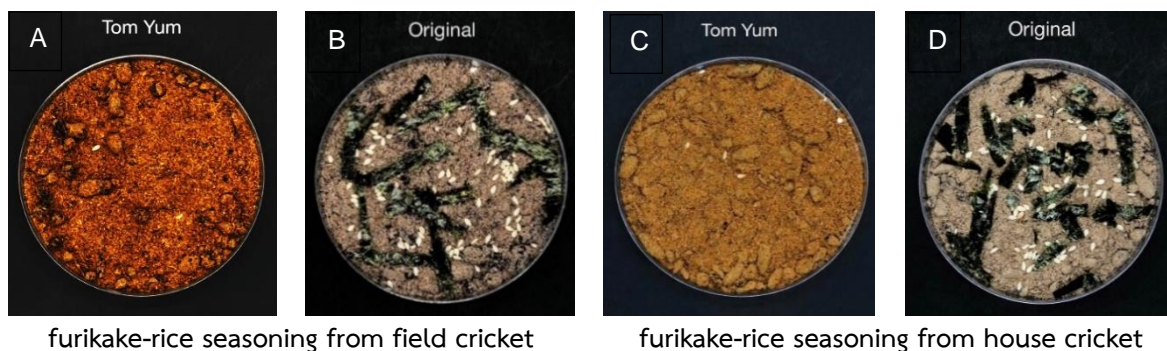 A
Tom Yum
B
Original
C
Tom Yum
D
Original
furikake-rice seasoning from field cricket
furikake-rice seasoning from house cricket